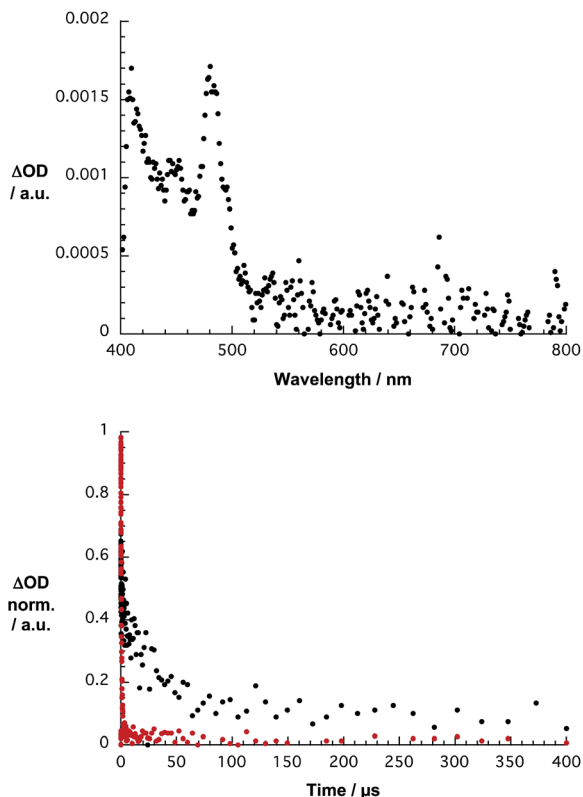 0.002
0.0015
ΔOD
/ a.u.
0.001
0.0005
0
400 500 600 700 800
Wavelength / nm
1
0.8
0.6
ΔOD
norm.
/ a.u.
0.4
0.2
0
0 50 100 150 200 250 300 350 400
Time / µs